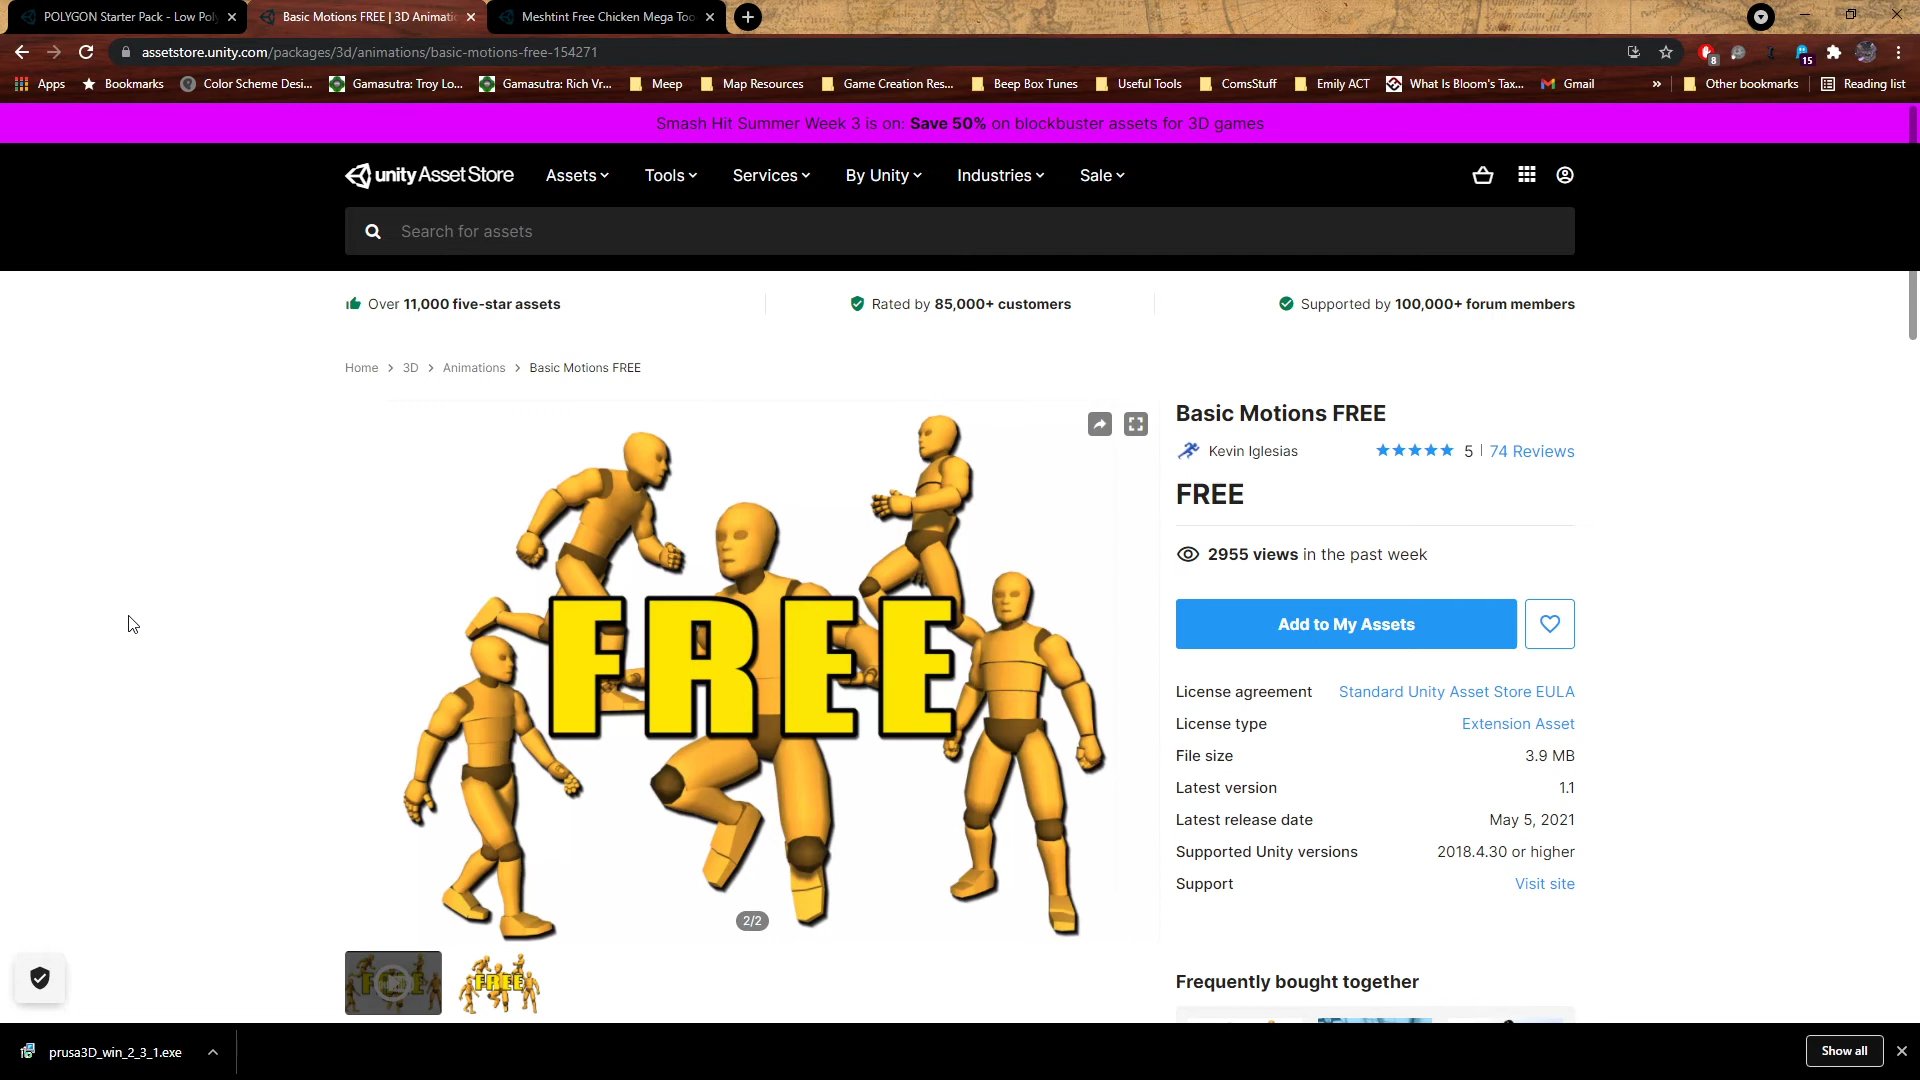 POLYGON Starter Pack - Low Pol
Basic Motions FREE | 3D Animatio
Meshtint Free Chicken Mega Too
assetstore.unity.com/packages/3d/animations/basic-motions-free-154271
8
15
Apps
Bookmarks
Color Scheme Desi...
Gamasutra: Troy Lo...
Gamasutra: Rich Vr...
Meep
Map Resources
Game Creation Res...
Beep Box Tunes
Useful Tools
ComsStuff
Emily ACT
What Is Bloom's Tax...
Gmail
»
Other bookmarks
Reading list
Smash Hit Summer Week 3 is on: Save 50% on blockbuster assets for 3D games
unity Asset Store
Assets
Tools
Services
By Unity
Industries
Sale
Search for assets
Over 11,000 five-star assets
Rated by 85,000+ customers
Supported by 100,000+ forum members
Home > 3D > Animations > Basic Motions FREE
FREE
2/2
FREE
Basic Motions FREE
Kevin Iglesias
5 | 74 Reviews
FREE
2955 views in the past week
Add to My Assets
License agreement Standard Unity Asset Store EULA
License type Extension Asset
File size 3.9 MB
Latest version 1.1
Latest release date May 5, 2021
Supported Unity versions 2018.4.30 or higher
Support Visit site
Frequently bought together
prusa3D_win_2_3_1.exe
Show all